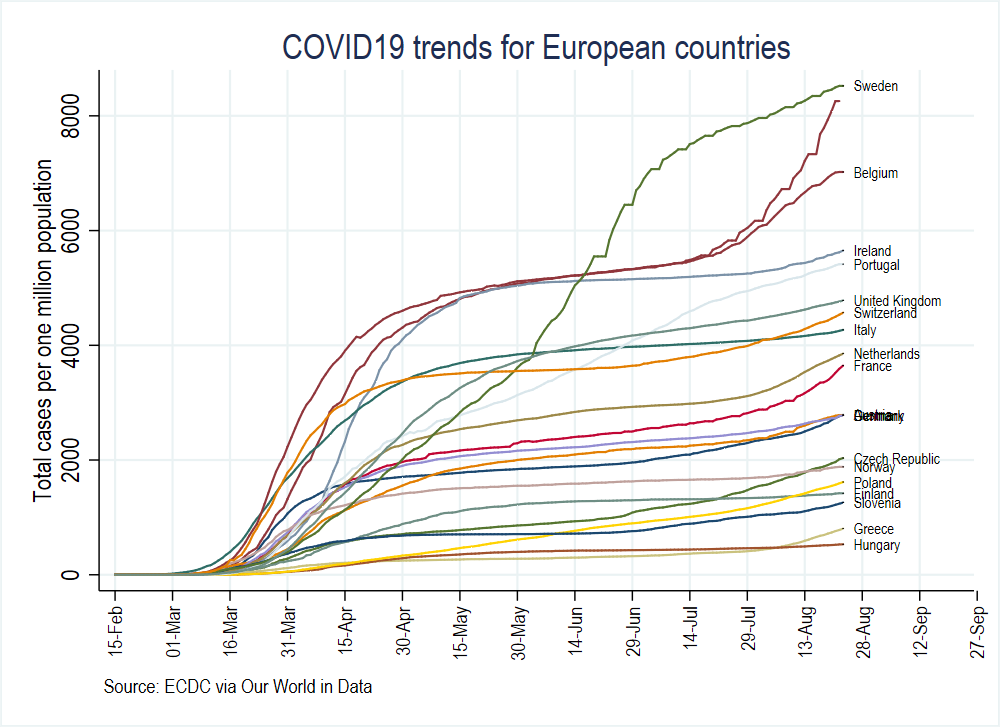 COVID19 trends for European countries
Total cases per one million population
8000
6000
4000
2000
0
Sweden
Belgium
Ireland
Portugal
United Kingdom
Switzerland
Italy
Netherlands
France
Czech Republic
Norway
Poland
Finland
Slovenia
Greece
Hungary
15-Feb
01-Mar
16-Mar
31-Mar
15-Apr
30-Apr
15-May
30-May
14-Jun
29-Jun
14-Jul
29-Jul
13-Aug
28-Aug
12-Sep
27-Sep
Source: ECDC via Our World in Data